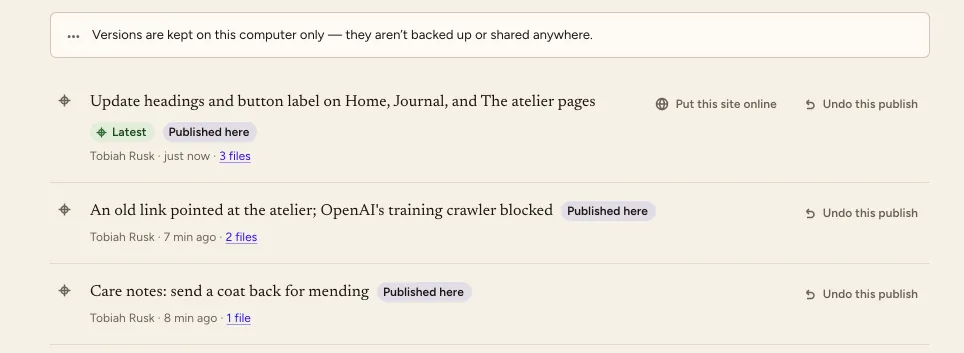 Versions are kept on this computer only — they aren’t backed up or shared anywhere.
Update headings and button label on Home, Journal, and The atelier pages
Put this site online
Undo this publish
Latest
Published here
Tobiah Rusk · just now · 3 files
An old link pointed at the atelier; OpenAI's training crawler blocked
Published here
Undo this publish
Tobiah Rusk · 7 min ago · 2 files
Care notes: send a coat back for mending
Published here
Undo this publish
Tobiah Rusk · 8 min ago · 1 file